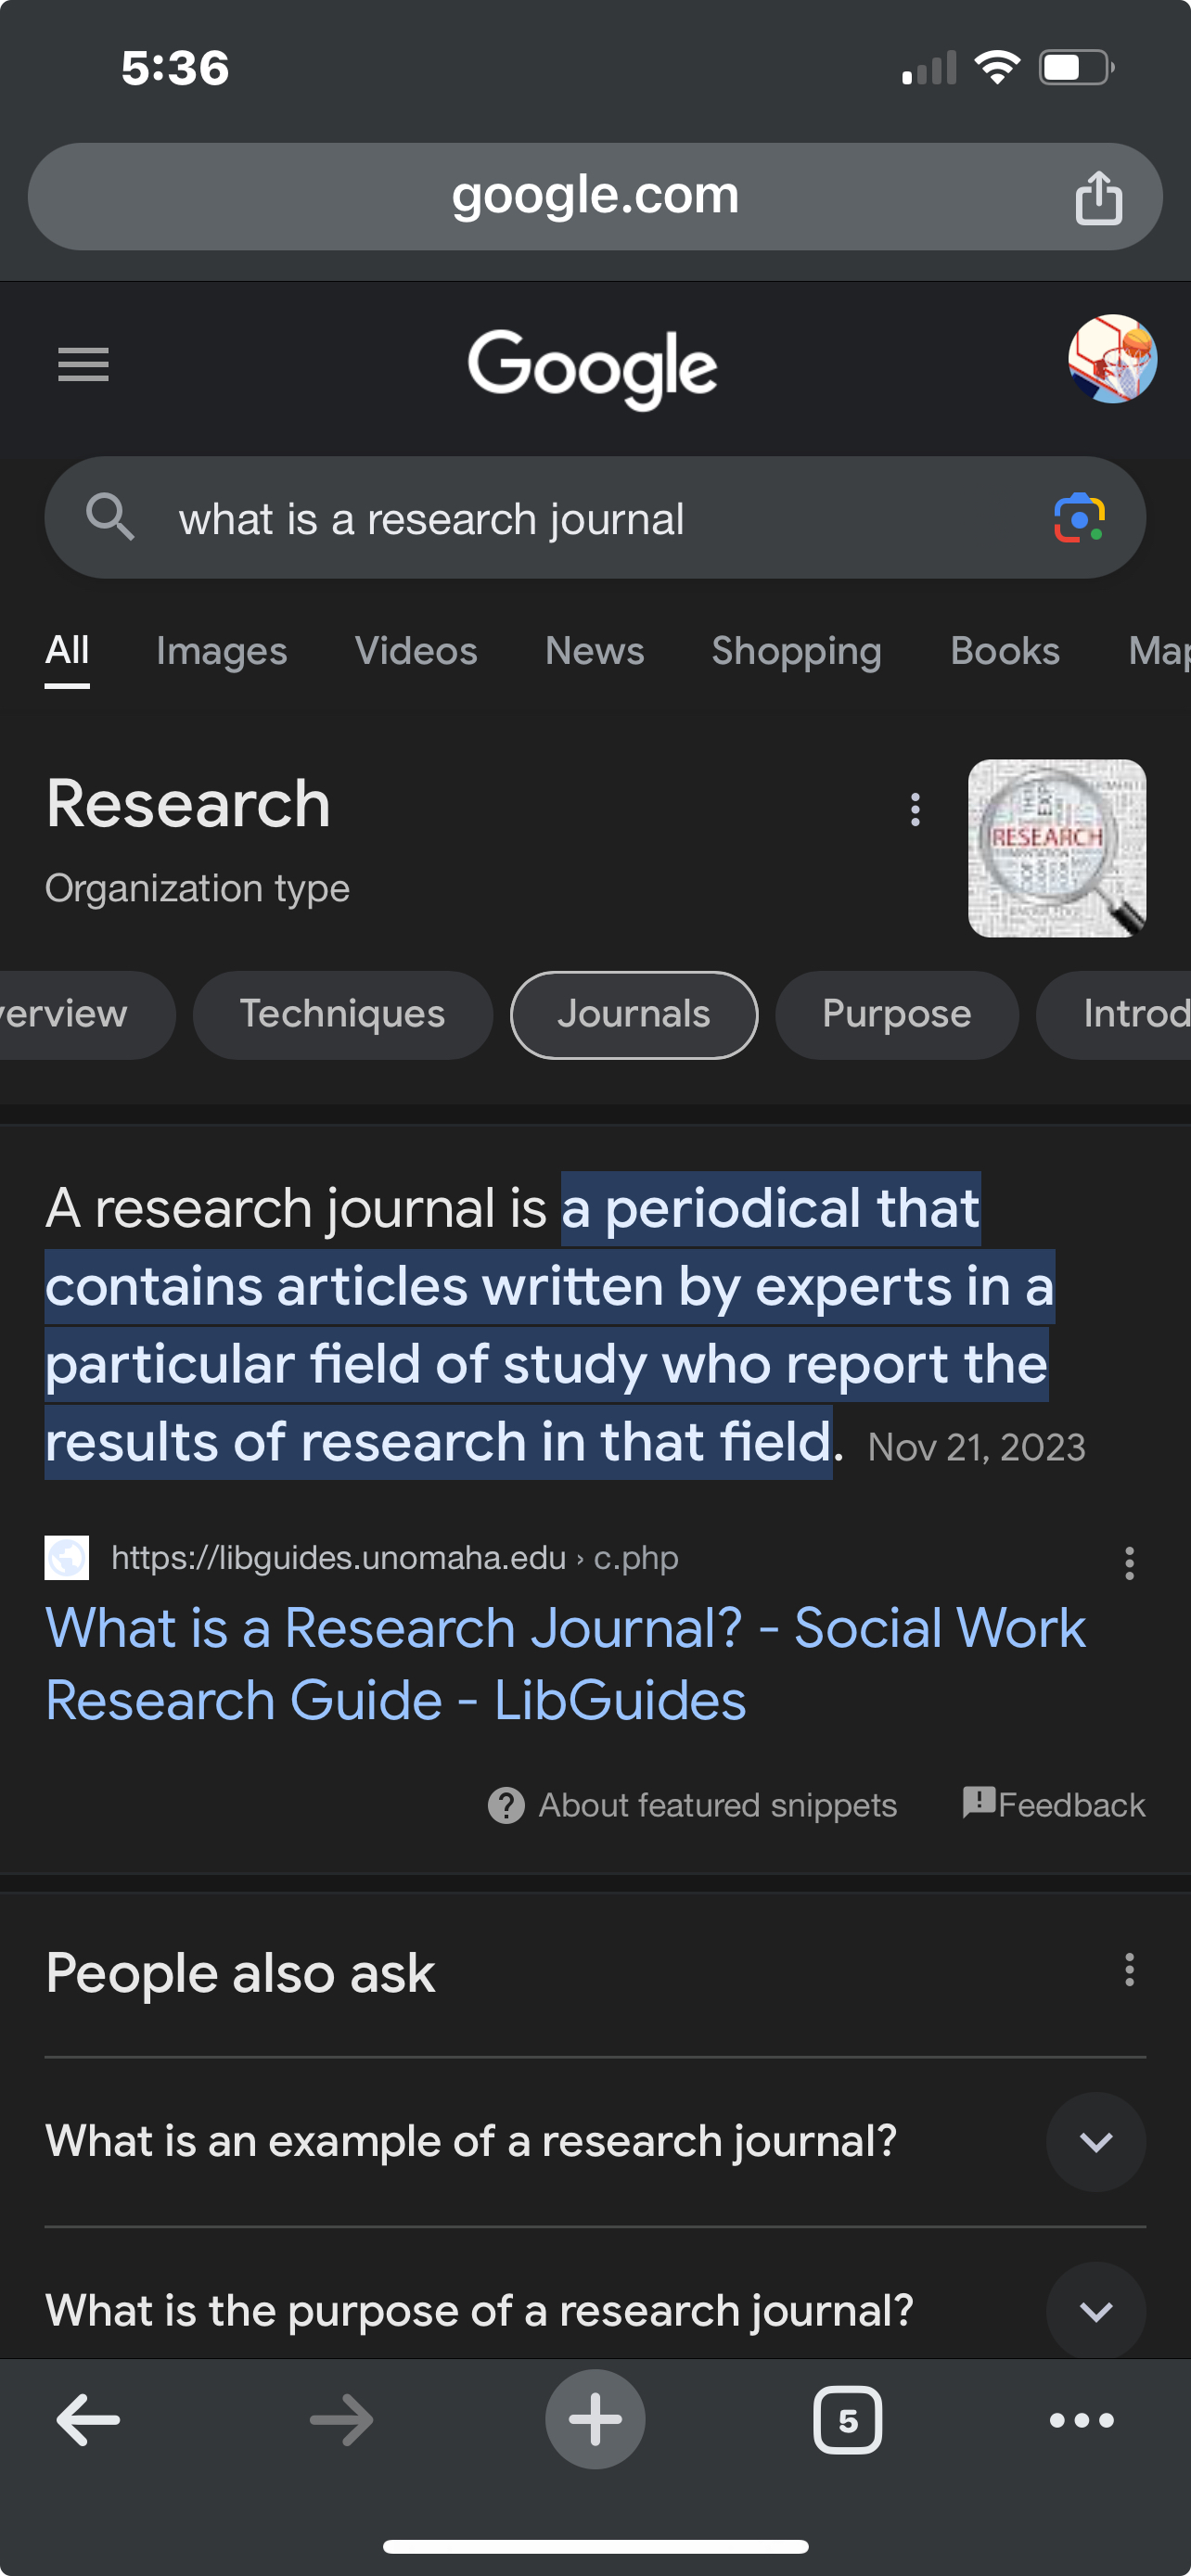 5:36
google.com
Google
what is a research journal
All Images Videos News Shopping Books Map
Research
Organization type
RESEARCH
verview Techniques Journals Purpose Introd
A research journal is a periodical that
contains articles written by experts in a
particular field of study who report the
results of research in that field. Nov 21, 2023
https://libguides.unomaha.edu › c.php
What is a Research Journal? - Social Work
Research Guide - LibGuides
About featured snippets Feedback
People also ask
What is an example of a research journal?
What is the purpose of a research journal?
5